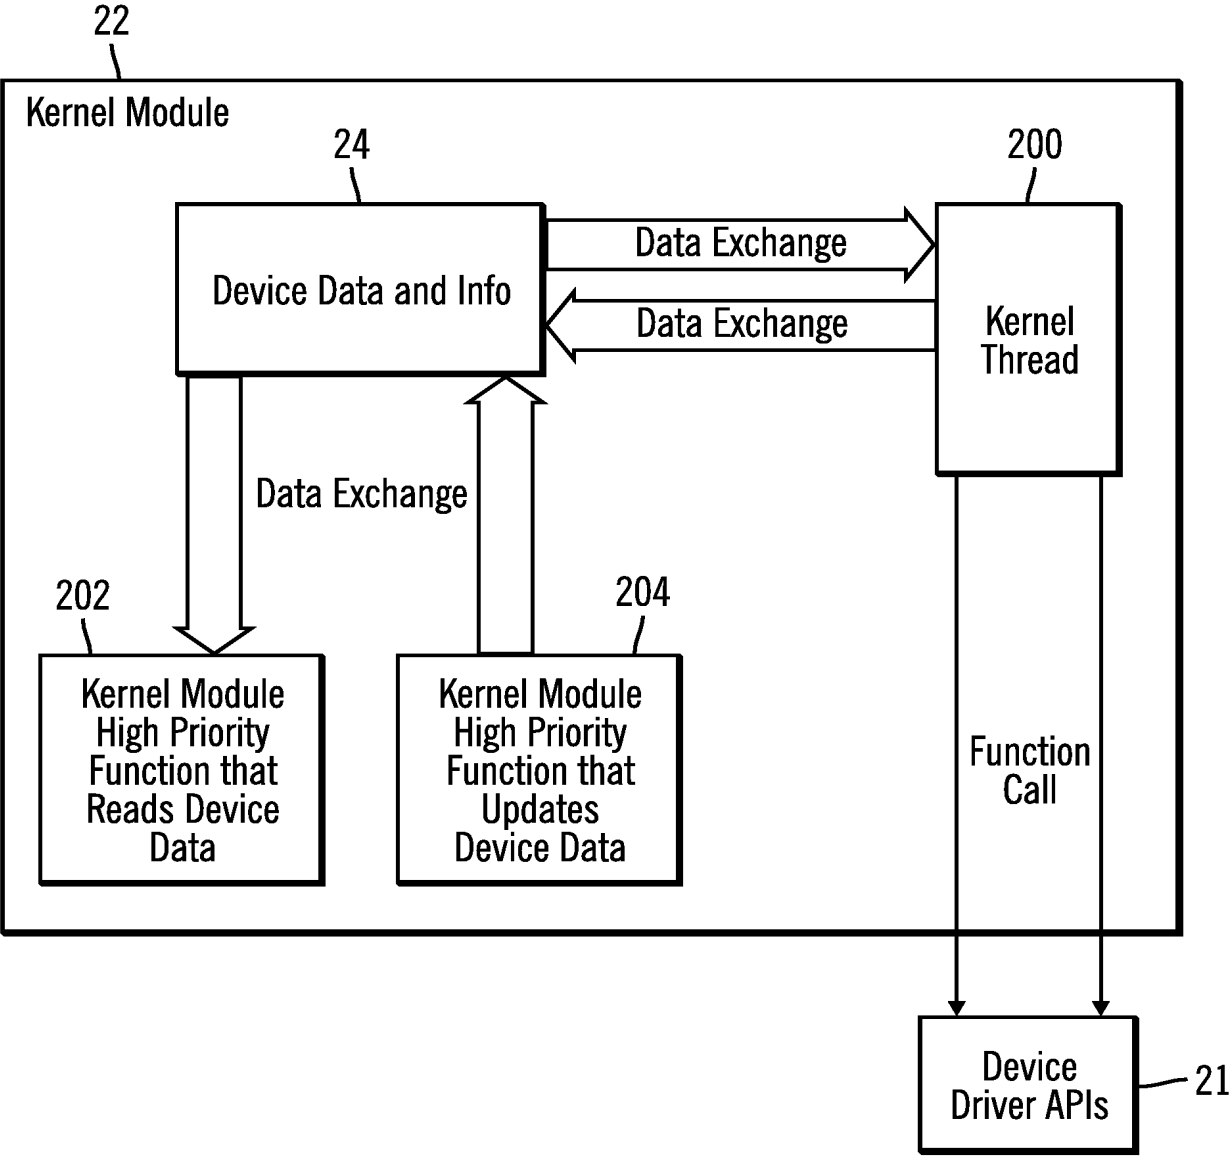 22
Kernel Module
24
200
Data Exchange
Device Data and Info
Data Exchange
Kernel
Thread
Data Exchange
202
204
Kernel Module
High Priority
Function that
Reads Device
Data
Kernel Module
High Priority
Function that
Updates
Device Data
Function
Call
Device
Driver APIs
21